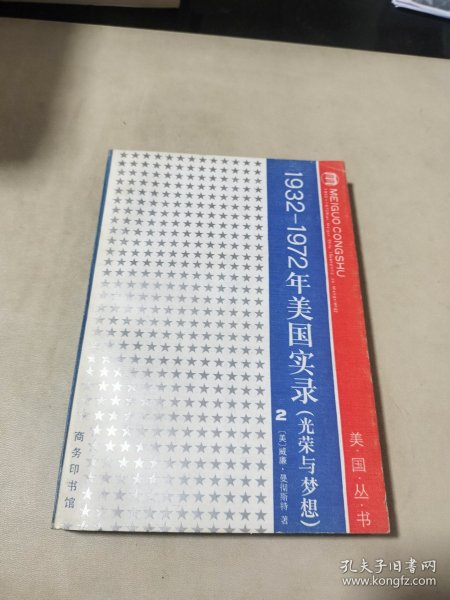 MEIGUO CONGSHU
美国·丛·书
1932-1972年美国实录
(光荣与梦想)
2
[美]威廉·曼彻斯特 著
商务印书馆
孔夫子旧书网
www.kongfz.com